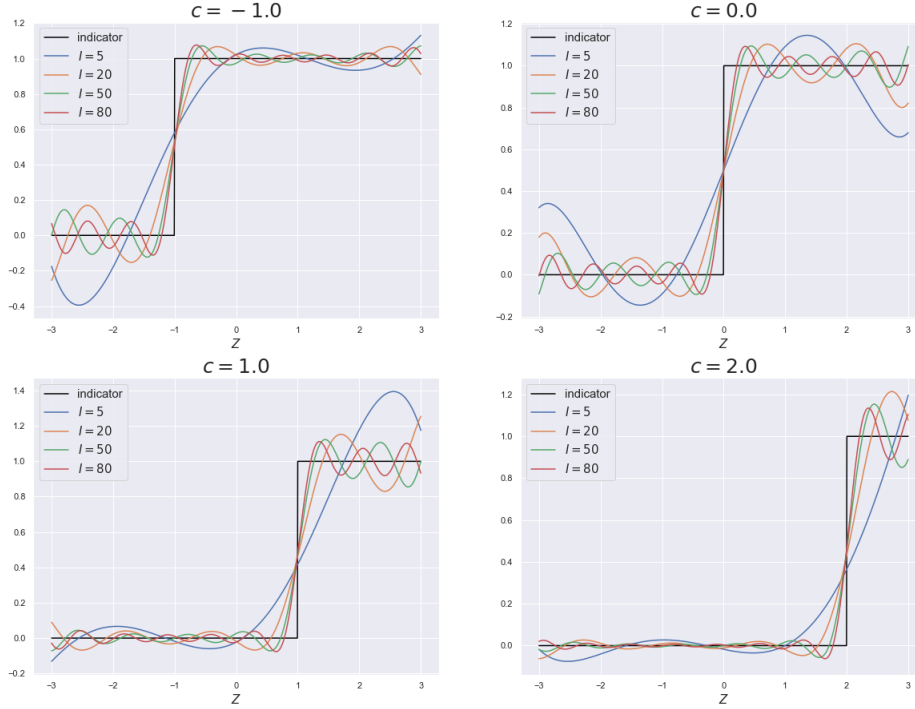 c = −1.0
1.2
1.0
0.8
0.6
0.4
0.2
0.0
−0.2
−0.4
indicator
I = 5
I = 20
I = 50
I = 80
−3 −2 −1 0 1 2 3
Z
c = 0.0
1.2
1.0
0.8
0.6
0.4
0.2
0.0
−0.2
indicator
I = 5
I = 20
I = 50
I = 80
−3 −2 −1 0 1 2 3
Z
c = 1.0
1.4
1.2
1.0
0.8
0.6
0.4
0.2
0.0
−0.2
indicator
I = 5
I = 20
I = 50
I = 80
−3 −2 −1 0 1 2 3
Z
c = 2.0
1.2
1.0
0.8
0.6
0.4
0.2
0.0
indicator
I = 5
I = 20
I = 50
I = 80
−3 −2 −1 0 1 2 3
Z